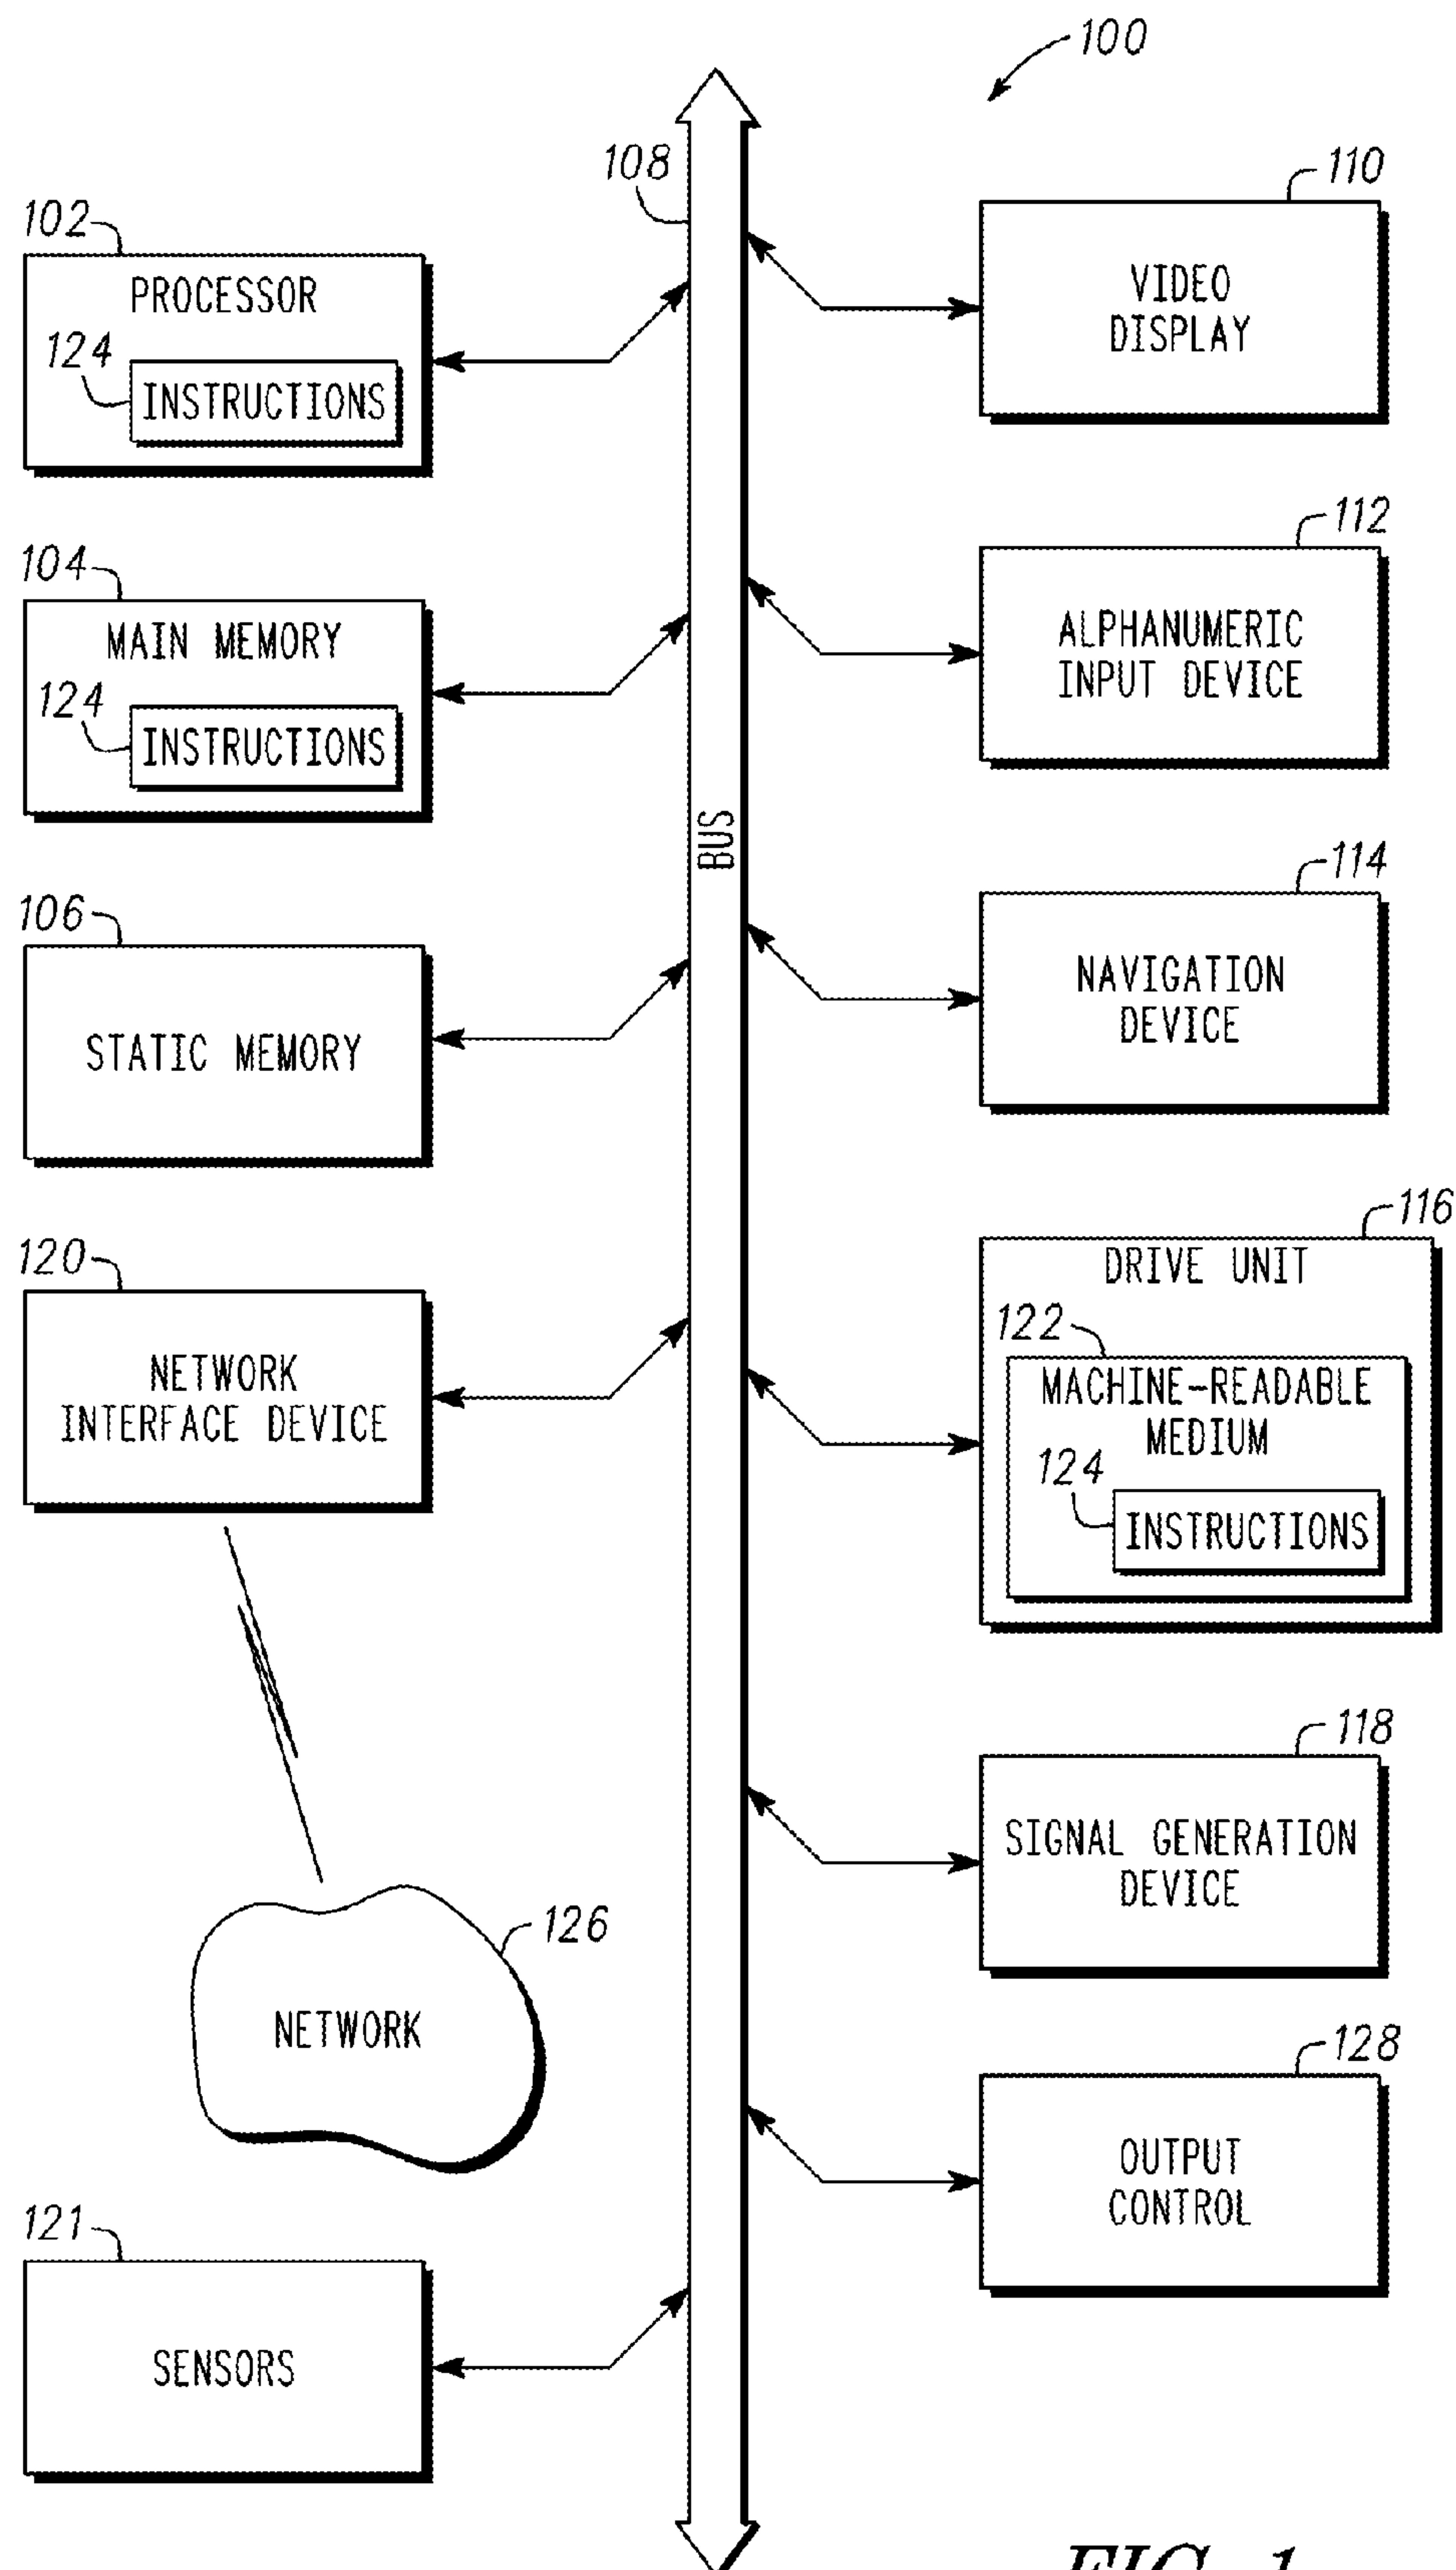 100
108
110
102
PROCESSOR
124
INSTRUCTIONS
VIDEO
DISPLAY
104
MAIN MEMORY
124
INSTRUCTIONS
112
ALPHANUMERIC
INPUT DEVICE
BUS
106
STATIC MEMORY
114
NAVIGATION
DEVICE
120
NETWORK
INTERFACE DEVICE
116
DRIVE UNIT
122
MACHINE-READABLE
MEDIUM
124
INSTRUCTIONS
126
NETWORK
118
SIGNAL GENERATION
DEVICE
128
OUTPUT
CONTROL
121
SENSORS
FIG. 1